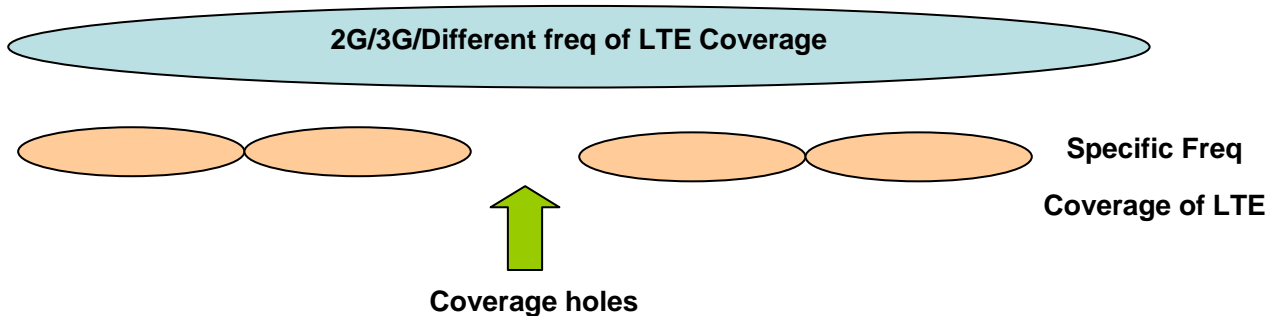 2G/3G/Different freq of LTE Coverage
Specific Freq
Coverage of LTE
Coverage holes